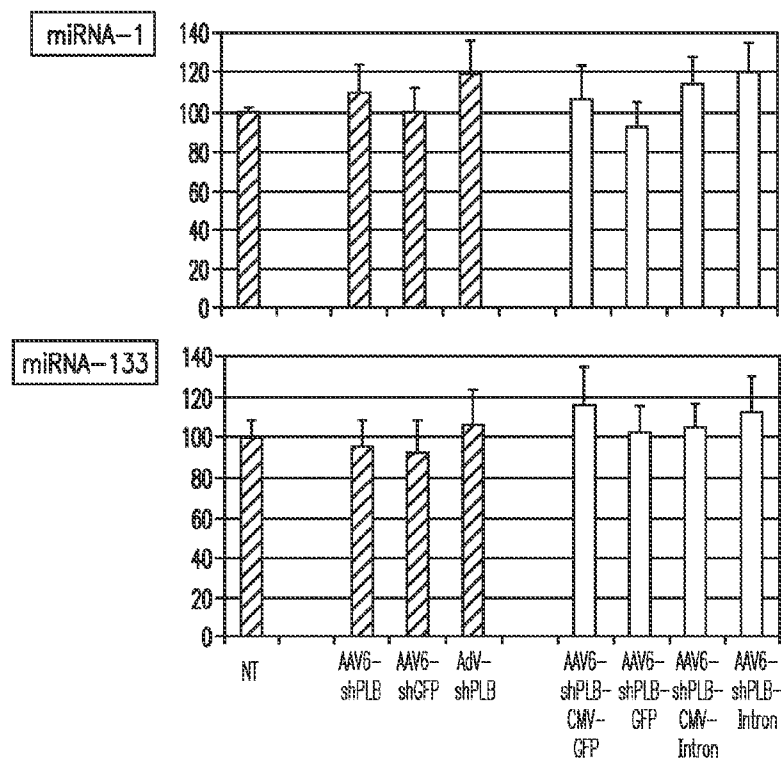 miRNA-1
140
120
100
80
60
40
20
0
miRNA-133
140
120
100
80
60
40
20
0
NT
AAV6-
shPLB
AAV6-
shGFP
AdV-
shPLB
AAV6-
shPLB-
CMV-
GFP
AAV6-
shPLB-
GFP
AAV6-
shPLB-
CMV-
Intron
AAV6-
shPLB-
Intron